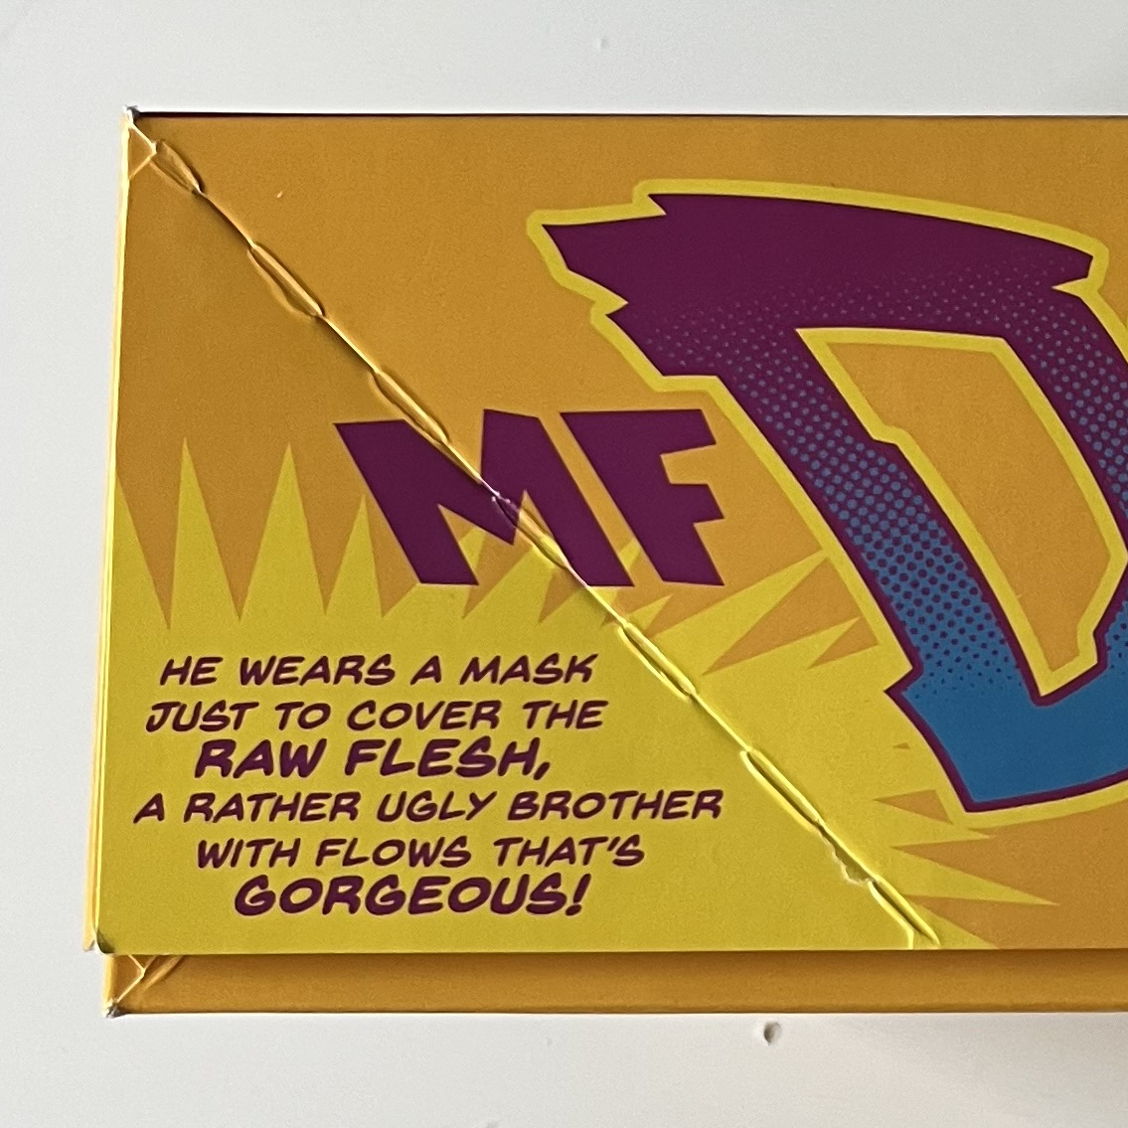 MF D
HE WEARS A MASK
JUST TO COVER THE
RAW FLESH,
A RATHER UGLY BROTHER
WITH FLOWS THAT'S
GORGEOUS!